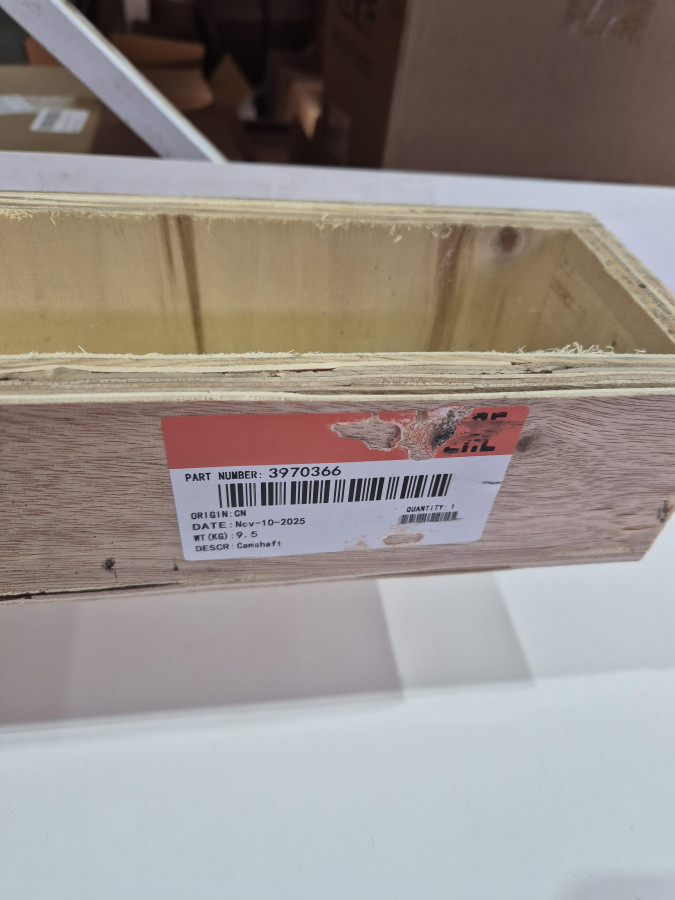 PART NUMBER: 3970366
ORIGIN:CN
QUANTITY: 1
DATE:Nov-10-2025
WT(KG):9.5
DESCR:Camshaft